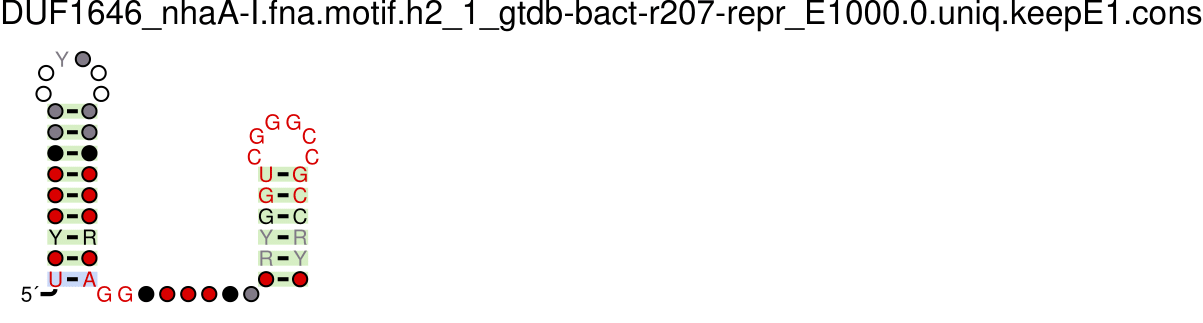 DUF1646_nhaA-I.fna.motif.h2_1_gtdb-bact-r207-repr_E1000.0.uniq.keepE1.cons
Y
G G
G C
C C
U G
G C
G C
Y R
Y R
R Y
U A
5´ G G